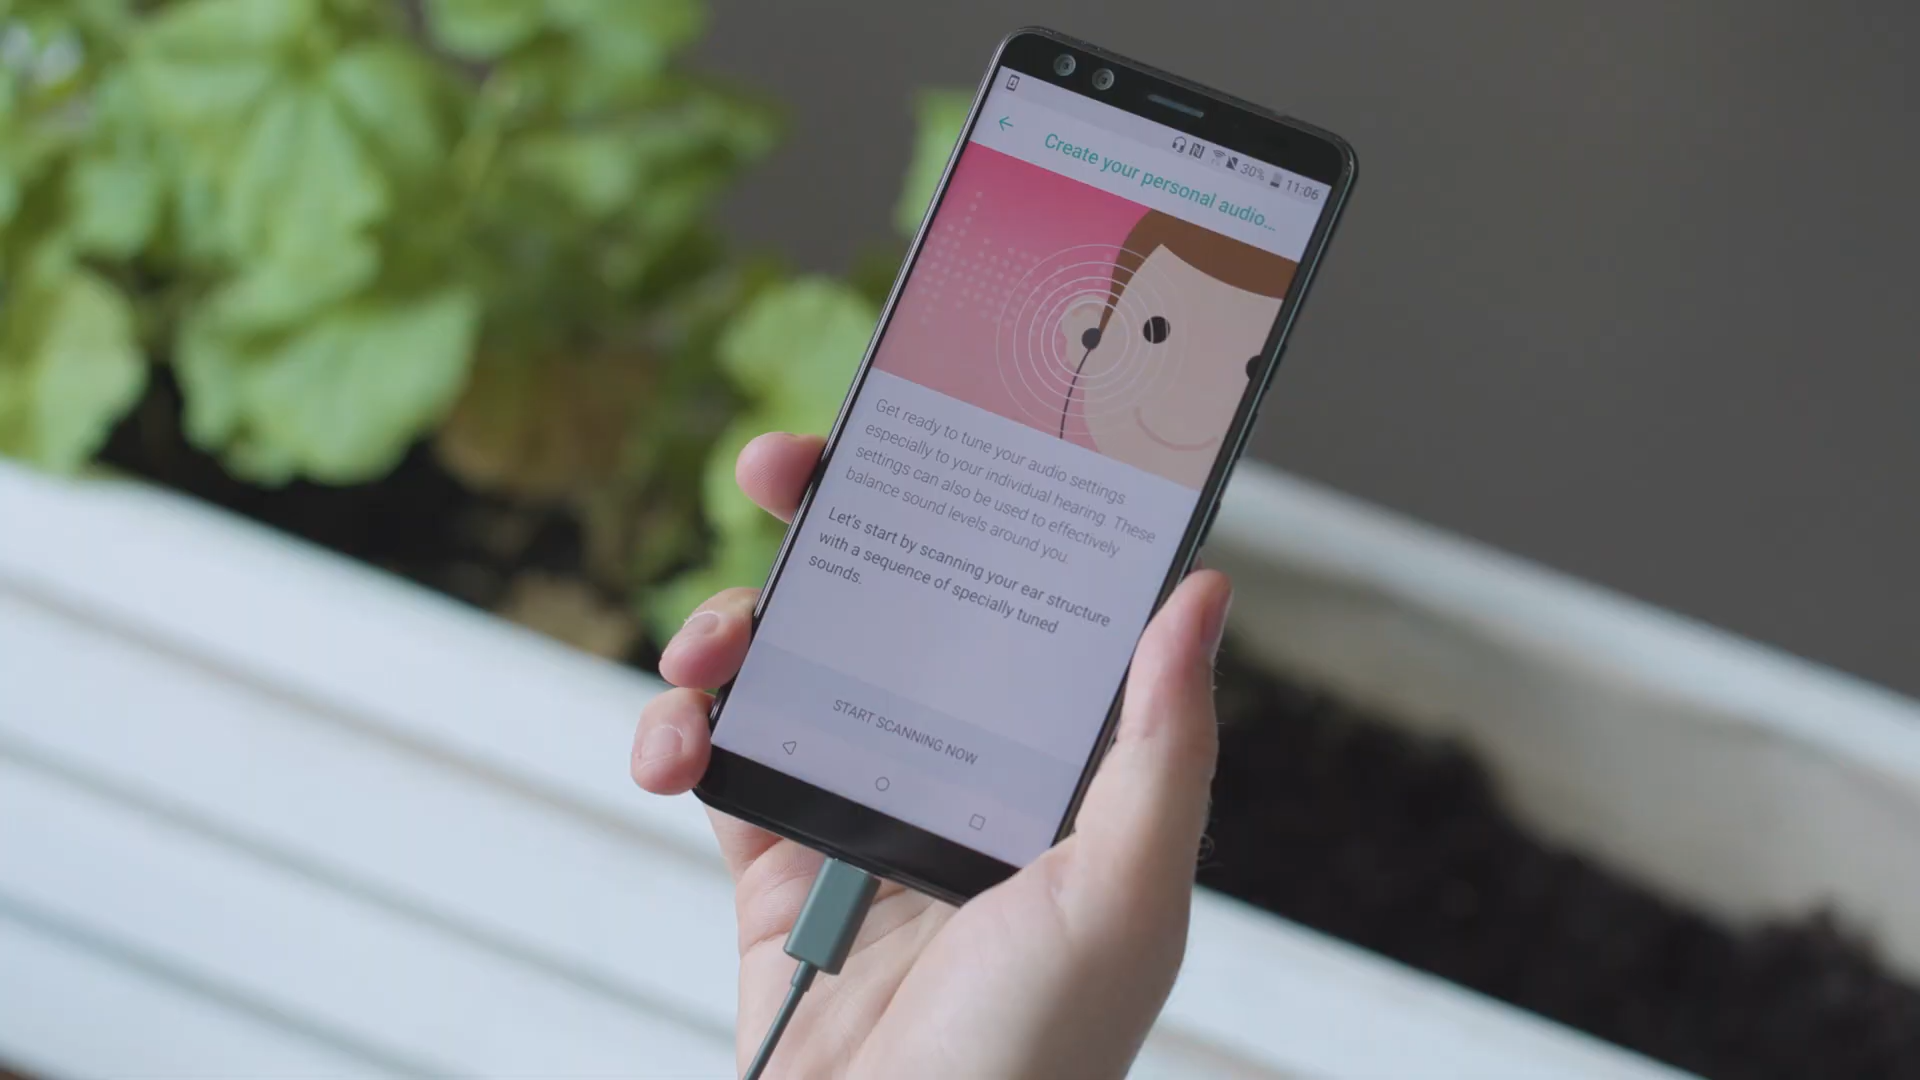 30% 11:06
Create your personal audio...
Get ready to tune your audio settings
especially to your individual hearing. These
settings can also be used to effectively
balance sound levels around you.
Let's start by scanning your ear structure
with a sequence of specially tuned
sounds.
START SCANNING NOW